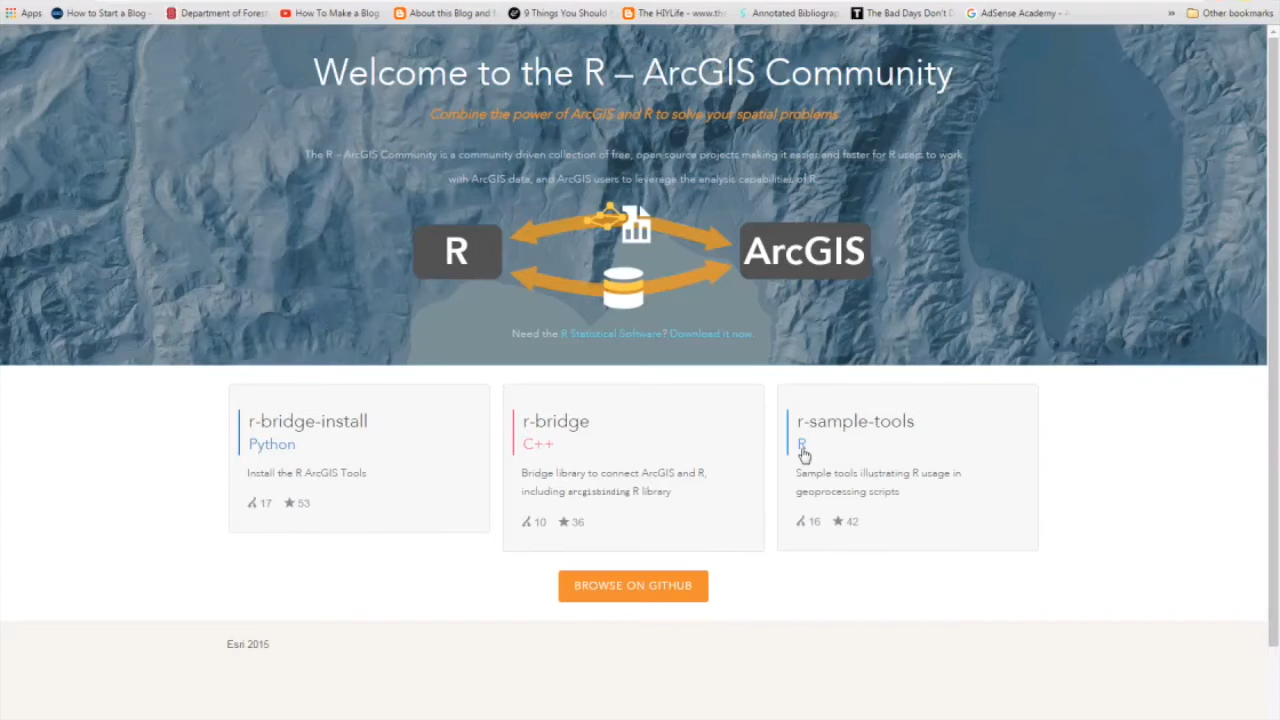 Apps How to Start a Blog - Department of Forest How To Make a Blog About this Blog and 9 Things You Should The HIYLife - www.th Annotated Bibliograp The Bad Days Don't D AdSense Academy - » Other bookmarks
Welcome to the R – ArcGIS Community
Combine the power of ArcGIS and R to solve your spatial problems
The R – ArcGIS Community is a community driven collection of free, open source projects making it easier and faster for R users to work
with ArcGIS data, and ArcGIS users to leverage the analysis capabilities of R.
R ArcGIS
Need the R Statistical Software? Download it now.
r-bridge-install
Python
Install the R ArcGIS Tools
17 53
r-bridge
C++
Bridge library to connect ArcGIS and R,
including arcgisbinding R library
10 36
r-sample-tools
R
Sample tools illustrating R usage in
geoprocessing scripts
16 42
BROWSE ON GITHUB
Esri 2015